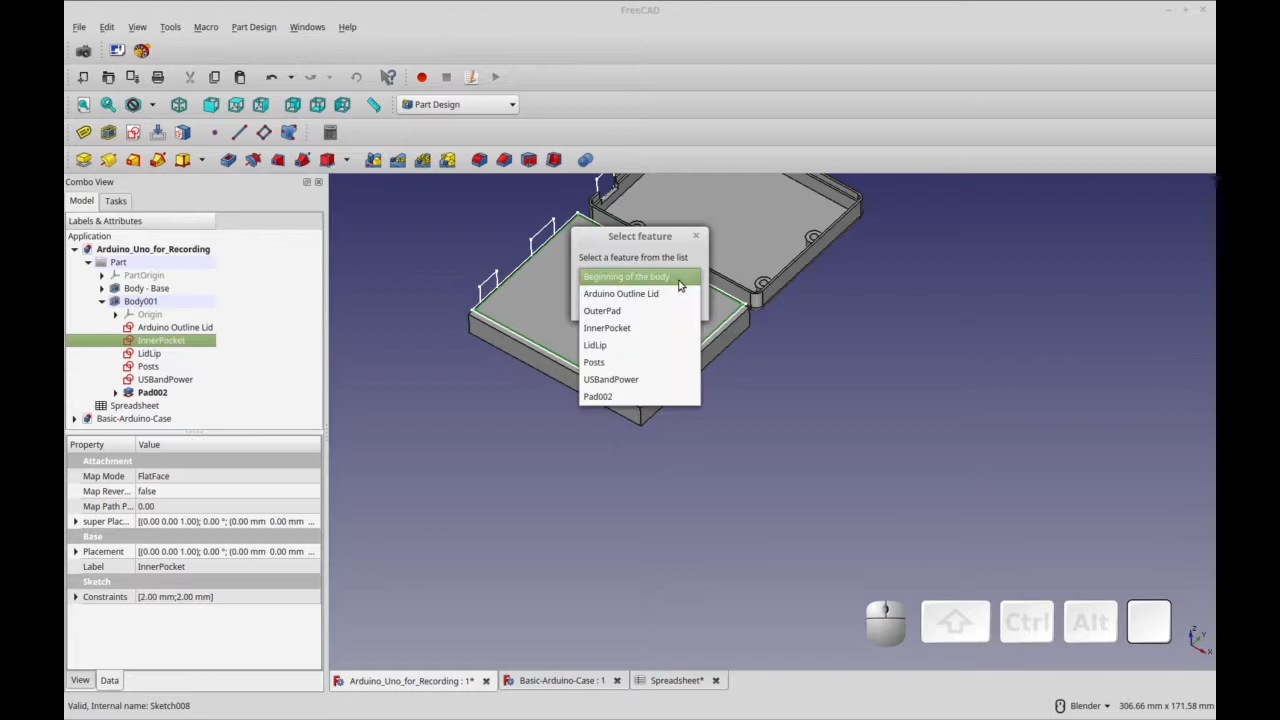 FreeCAD
File Edit View Tools Macro Part Design Windows Help
Part Design
Combo View
Model Tasks
Labels & Attributes
Application
Arduino_Uno_for_Recording
Part
PartOrigin
Body - Base
Body001
Origin
Arduino Outline Lid
InnerPocket
LidLip
Posts
USBandPower
Pad002
Spreadsheet
Basic-Arduino-Case
Select feature
Select a feature from the list
Beginning of the body
Arduino Outline Lid
OuterPad
InnerPocket
LidLip
Posts
USBandPower
Pad002
Property Value
Attachment
Map Mode FlatFace
Map Rever... false
Map Path P... 0.00
super Plac... [(0.00 0.00 1.00); 0.00 °; (0.00 mm 0.00 mm ...
Base
Placement [(0.00 0.00 1.00); 0.00 °; (0.00 mm 0.00 mm ...
Label InnerPocket
Sketch
Constraints [2.00 mm;2.00 mm]
Ctrl Alt
Z Y X
View Data
Arduino_Uno_for_Recording : 1* Basic-Arduino-Case : 1 Spreadsheet*
Valid, Internal name: Sketch008 Blender 306.66 mm x 171.58 mm